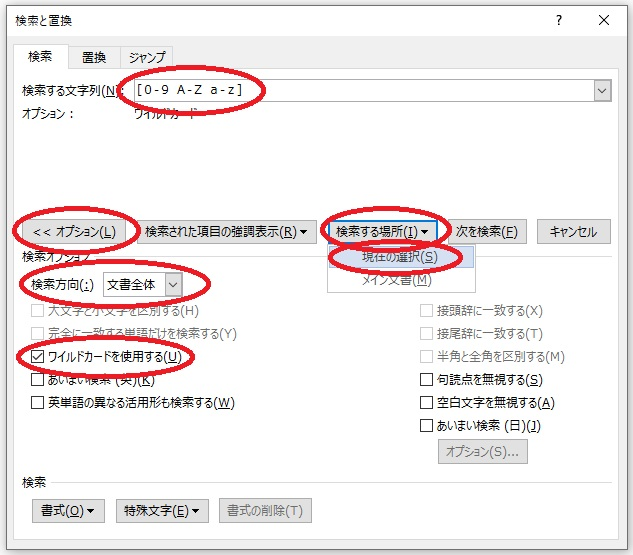 検索と置換
検索 置換 ジャンプ
検索する文字列(N): [0-9 A-Z a-z]
オプション: ワイルドカード
<< オプション(L) 検索された項目の強調表示(R) 検索する場所(I) 次を検索(F) キャンセル
現在の選択(S)
メイン文書(M)
検索オプション
検索方向(:) 文書全体
大文字と小文字を区別する(H) 接頭辞に一致する(X)
完全に一致する単語だけを検索する(Y) 接尾辞に一致する(T)
ワイルドカードを使用する(U) 半角と全角を区別する(M)
あいまい検索 (英)(K) 句読点を無視する(S)
英単語の異なる活用形も検索する(W) 空白文字を無視する(A)
あいまい検索 (日)(J)
オプション(S)...
検索
書式(O) 特殊文字(E) 書式の削除(T)